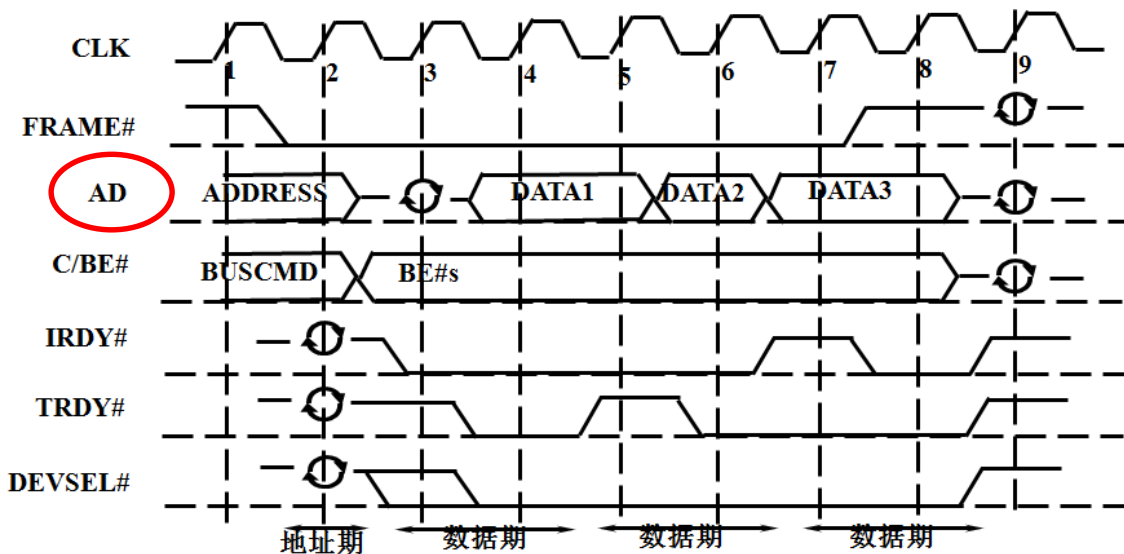 CLK
1 2 3 4 5 6 7 8 9
FRAME#
AD ADDRESS DATA1 DATA2 DATA3
C/BE# BUSCMD BE#s
IRDY#
TRDY#
DEVSEL#
地址期 数据期 数据期 数据期